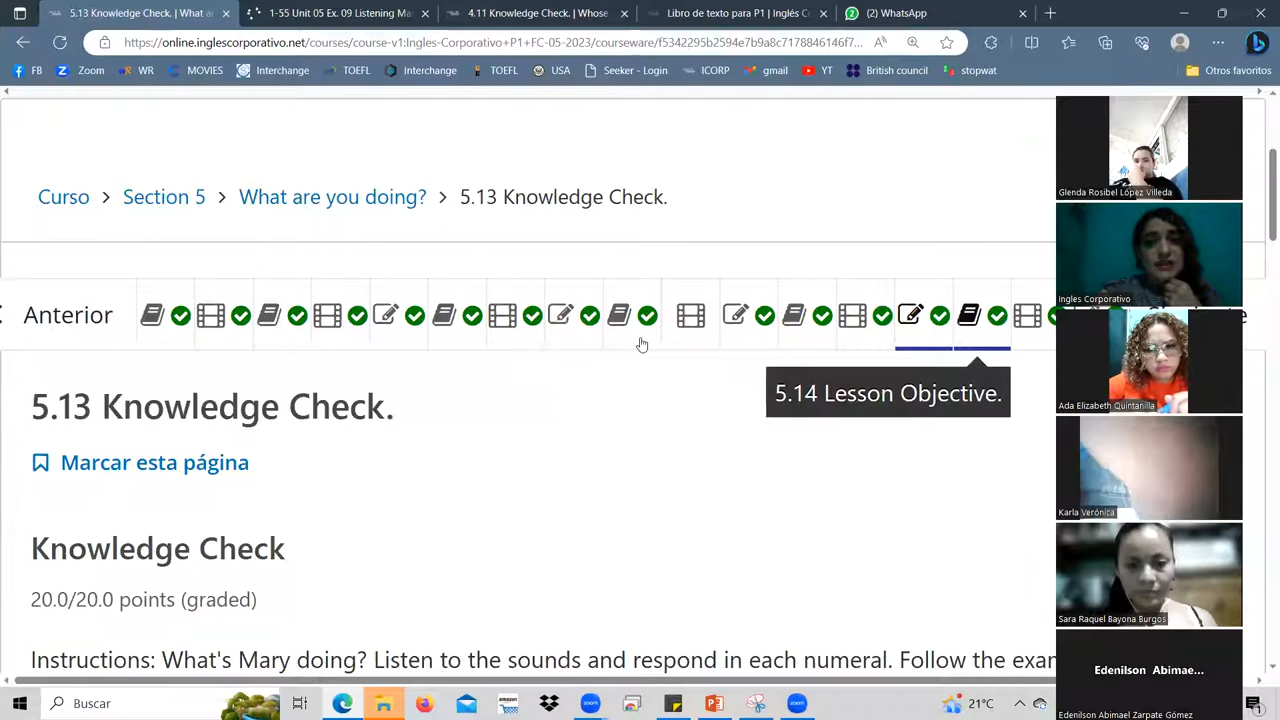 5.13 Knowledge Check. | What ar
1-55 Unit 05 Ex. 09 Listening Ma
4.11 Knowledge Check. | Whose
Libro de texto para P1 | Inglés Co
(2) WhatsApp
https://online.inglescorporativo.net/courses/course-v1:Ingles-Corporativo+P1+FC-05-2023/courseware/f5342295b2594e7b9a8c7178846146f7...
FB
Zoom
WR
MOVIES
Interchange
TOEFL
Interchange
TOEFL
USA
Seeker - Login
ICORP
gmail
YT
British council
stopwat
Otros favoritos
Curso > Section 5 > What are you doing? > 5.13 Knowledge Check.
Anterior
5.14 Lesson Objective.
5.13 Knowledge Check.
Marcar esta página
Knowledge Check
20.0/20.0 points (graded)
Instructions: What's Mary doing? Listen to the sounds and respond in each numeral. Follow the exam
Glenda Rosibel López Villeda
Ingles Corporativo
Ada Elizabeth Quintanilla
Karla Verónica
Sara Raquel Bayona Burgos
Edenilson Abimae...
Edenilson Abimael Zarpate Gómez
Buscar
21°C